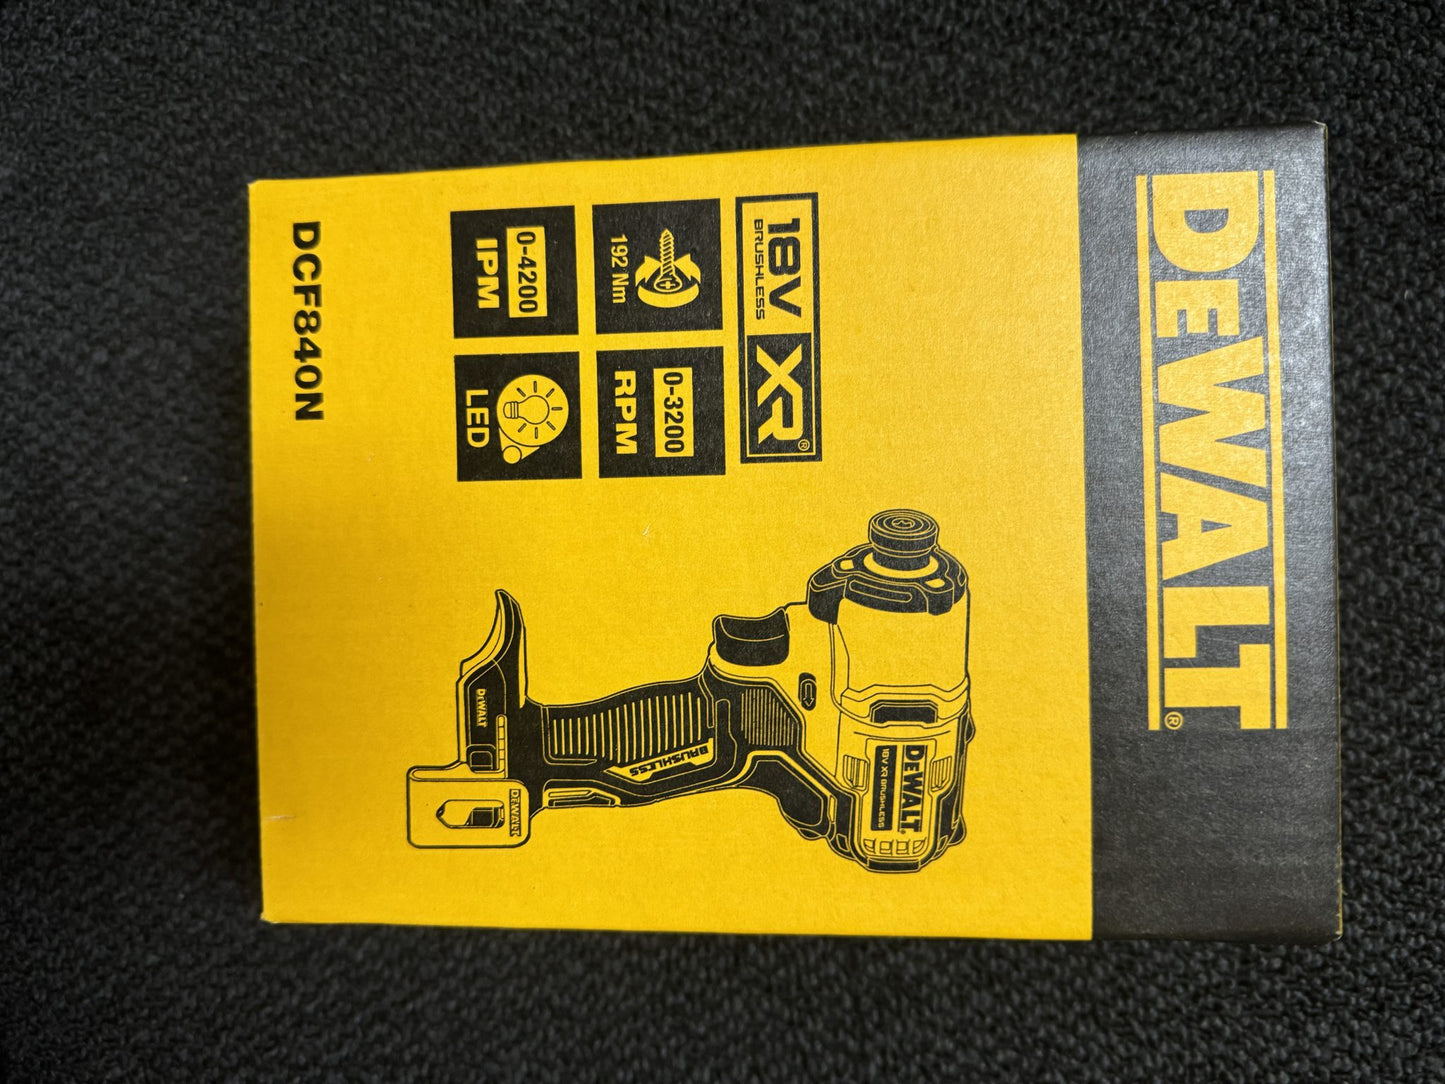 DEWALT®
18V XR®
BRUSHLESS
192 Nm
0-3200
RPM
0-4200
IPM
LED
DEWALT®
18V XR BRUSHLESS
BRUSHLESS
DEWALT
DEWALT
DCF840N